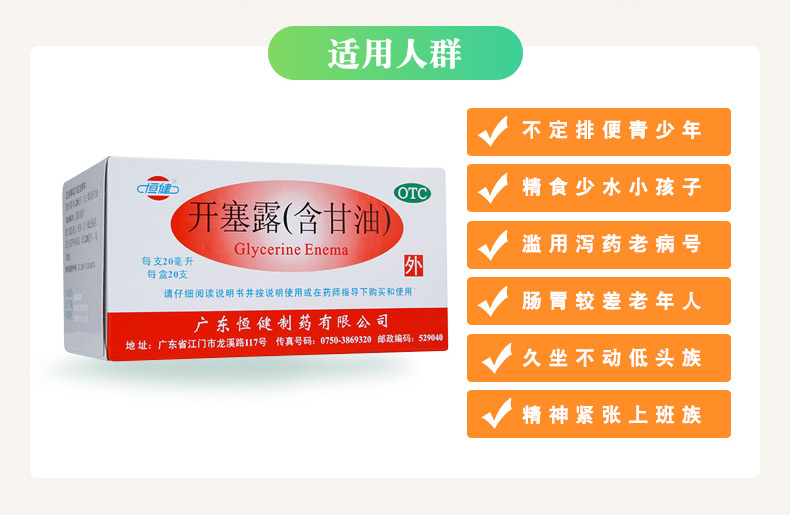 适用人群
恒健
OTC
开塞露(含甘油)
Glycerine Enema
每支20毫升
每盒20支
外
请仔细阅读说明书并按说明使用或在药师指导下购买和使用
广东恒健制药有限公司
地址：广东省江门市龙溪路117号 传真号码：0750-3869320 邮政编码：529040
不定排便青少年
精食少水小孩子
滥用泻药老病号
肠胃较差老年人
久坐不动低头族
精神紧张上班族